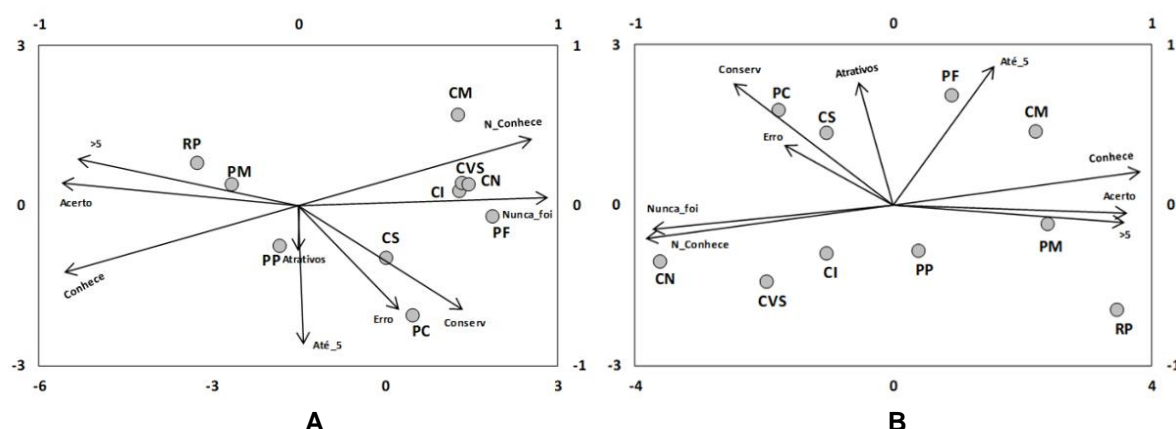 -1 0 1
3 1
CM
N_Conhece
>5
RP
CVS
PM
CN
CI
Acerto
0 0
Nunca_foi
PF
CS
PP
Atrativos
Conhece
Erro
Conserv
PC
Até_5
-3 -1
-6 -3 0 3
A
-1 0 1
3 1
Até_5
Conserv
Atrativos
PF
PC
CS
CM
Erro
Conhece
Nunca_foi
Acerto
0 0
N_Conhece
>5
PM
CN
CI
PP
CVS
RP
-3 -1
-4 0 4
B